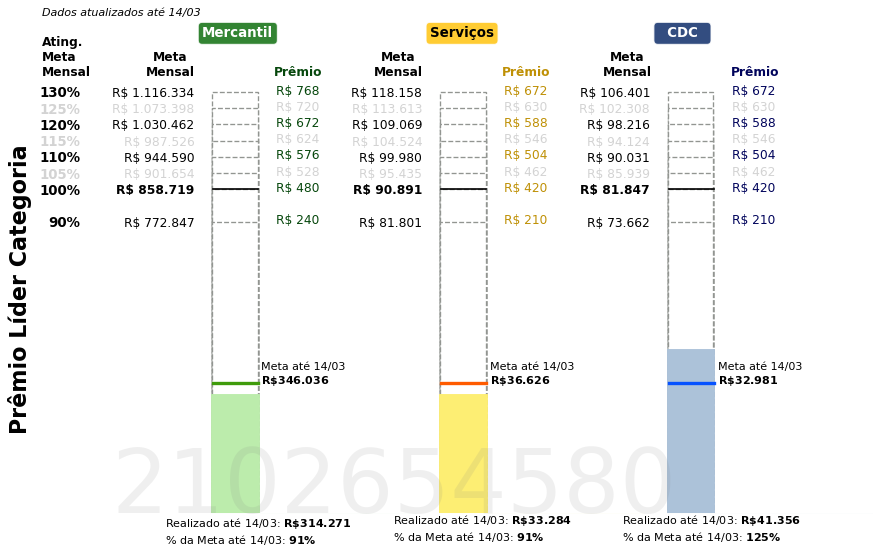 Dados atualizados até 14/03
Mercantil Serviços CDC
Ating. Meta Mensal
Meta Mensal Prêmio Meta Mensal Prêmio Meta Mensal Prêmio
130% R$ 1.116.334 R$ 768 R$ 118.158 R$ 672 R$ 106.401 R$ 672
125% R$ 1.073.398 R$ 720 R$ 113.613 R$ 630 R$ 102.308 R$ 630
120% R$ 1.030.462 R$ 672 R$ 109.069 R$ 588 R$ 98.216 R$ 588
115% R$ 987.526 R$ 624 R$ 104.524 R$ 546 R$ 94.124 R$ 546
110% R$ 944.590 R$ 576 R$ 99.980 R$ 504 R$ 90.031 R$ 504
105% R$ 901.654 R$ 528 R$ 95.435 R$ 462 R$ 85.939 R$ 462
100% R$ 858.719 R$ 480 R$ 90.891 R$ 420 R$ 81.847 R$ 420
90% R$ 772.847 R$ 240 R$ 81.801 R$ 210 R$ 73.662 R$ 210
Prêmio Líder Categoria
Meta até 14/03 Meta até 14/03 Meta até 14/03
R$346.036 R$36.626 R$32.981
2102654580
Realizado até 14/03: R$314.271 Realizado até 14/03: R$33.284 Realizado até 14/03: R$41.356
% da Meta até 14/03: 91% % da Meta até 14/03: 91% % da Meta até 14/03: 125%